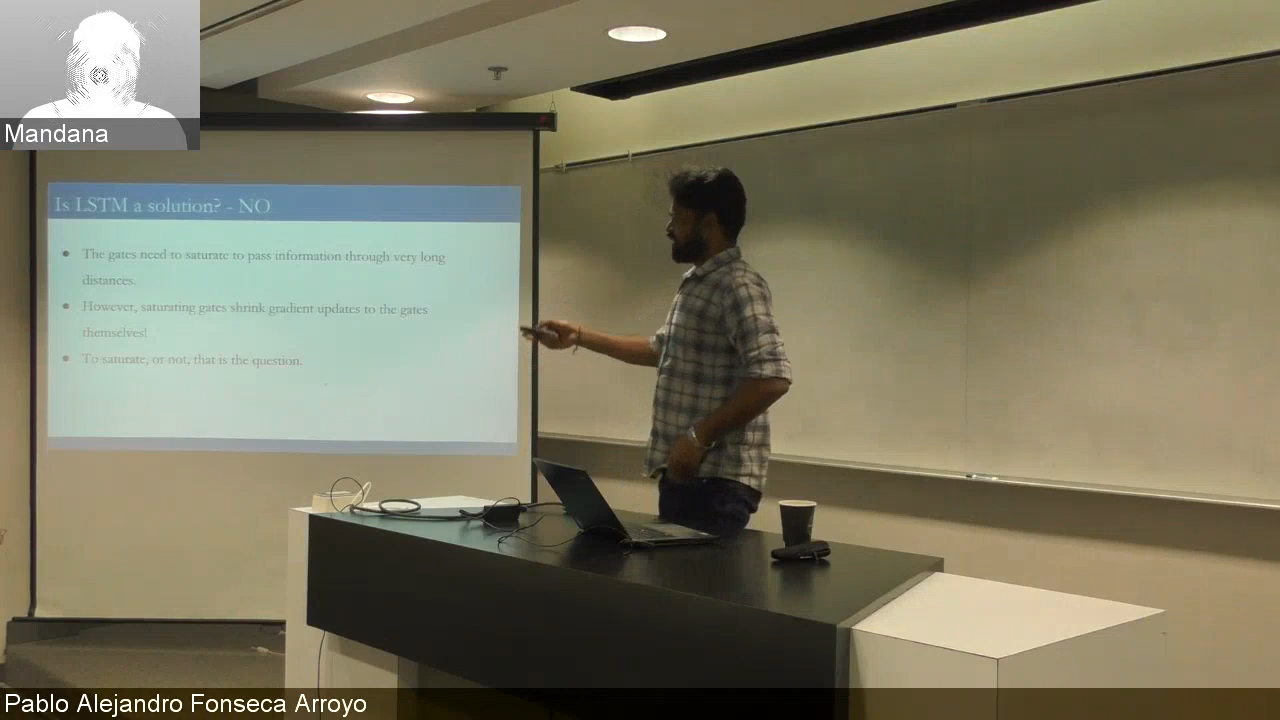 Mandana
Is LSTM a solution? - NO
The gates need to saturate to pass information through very long
distances.
However, saturating gates shrink gradient updates to the gates
themselves!
To saturate, or not, that is the question.
Pablo Alejandro Fonseca Arroyo